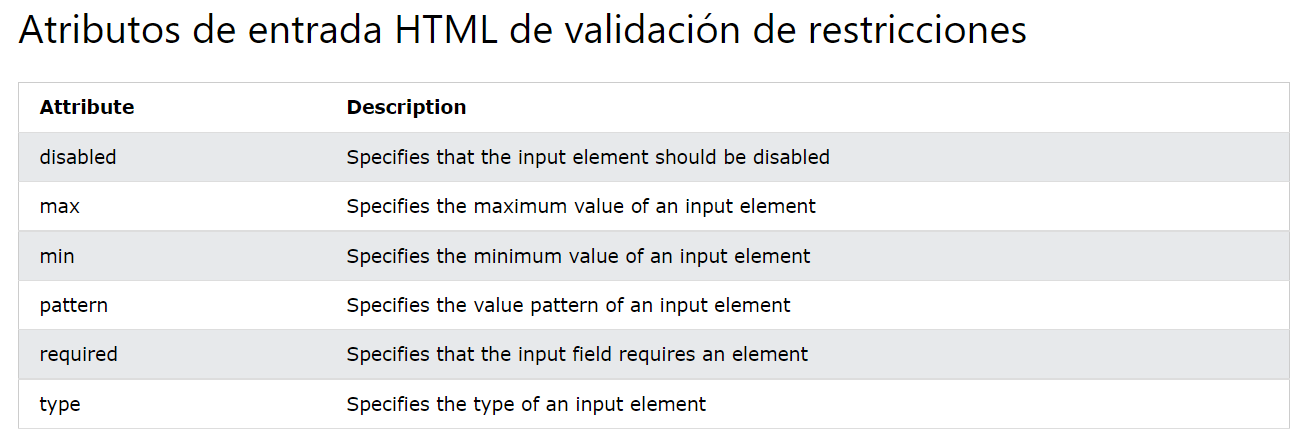 Atributos de entrada HTML de validación de restricciones
Attribute Description
disabled Specifies that the input element should be disabled
max Specifies the maximum value of an input element
min Specifies the minimum value of an input element
pattern Specifies the value pattern of an input element
required Specifies that the input field requires an element
type Specifies the type of an input element